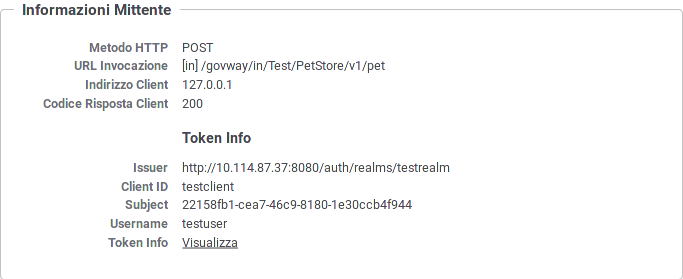 Informazioni Mittente
Metodo HTTP POST
URL Invocazione [in] /govway/in/Test/PetStore/v1/pet
Indirizzo Client 127.0.0.1
Codice Risposta Client 200
Token Info
Issuer http://10.114.87.37:8080/auth/realms/testrealm
Client ID testclient
Subject 22158fb1-cea7-46c9-8180-1e30ccb4f944
Username testuser
Token Info Visualizza